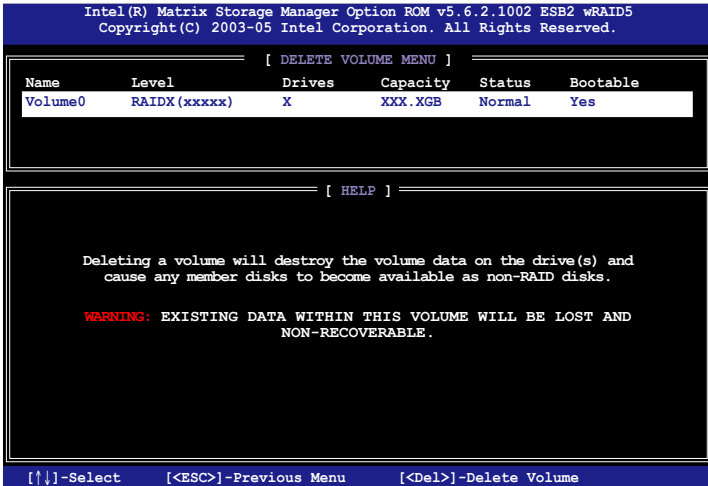 Intel(R) Matrix Storage Manager Option ROM v5.6.2.1002 ESB2 wRAID5
Copyright(C) 2003-05 Intel Corporation. All Rights Reserved.
[ DELETE VOLUME MENU ]
Name Level Drives Capacity Status Bootable
Volume0 RAIDX(xxxxx) X XXX.XGB Normal Yes
[ HELP ]
Deleting a volume will destroy the volume data on the drive(s) and
cause any member disks to become available as non-RAID disks.
WARNING: EXISTING DATA WITHIN THIS VOLUME WILL BE LOST AND
NON-RECOVERABLE.
[↑↓]-Select [<ESC>]-Previous Menu [<Del>]-Delete Volume